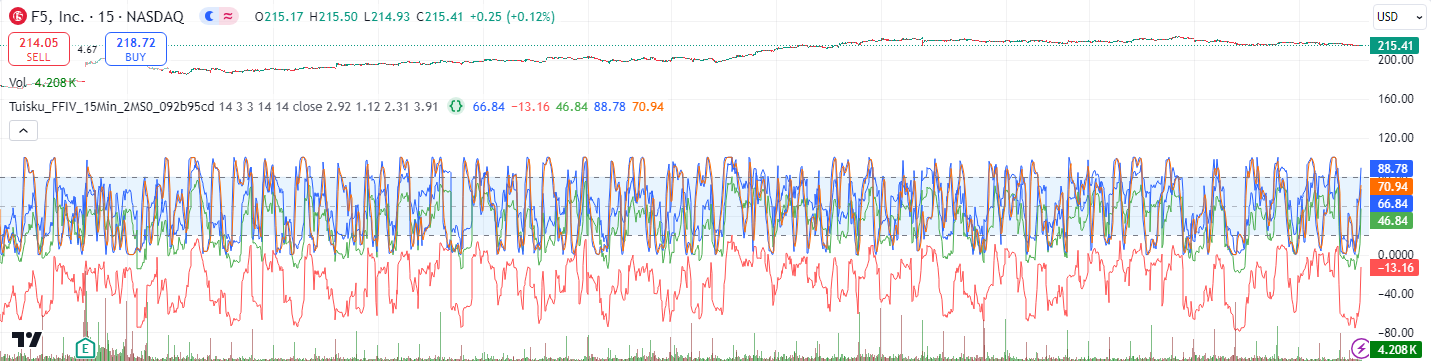 F5, Inc. · 15 · NASDAQ O215.17 H215.50 L214.93 C215.41 +0.25 (+0.12%)
USD
214.05 SELL
4.67
218.72 BUY
215.41
200.00
Vol 4.208K
Tuisku_FFIV_15Min_2MS0_092b95cd 14 3 3 14 14 close 2.92 1.12 2.31 3.91 {} 66.84 −13.16 46.84 88.78 70.94
160.00
120.00
88.78
70.94
66.84
46.84
0.0000
−13.16
−40.00
−80.00
E
4.208K